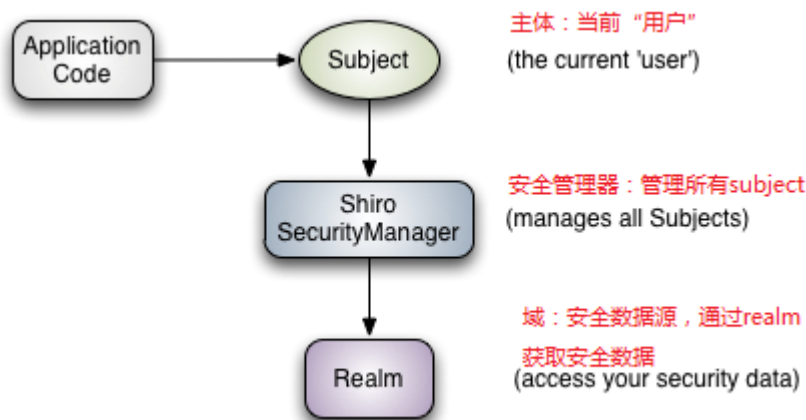 Application
Code
Subject
主体：当前“用户”
(the current 'user')
Shiro
SecurityManager
安全管理器：管理所有subject
(manages all Subjects)
Realm
域：安全数据源，通过realm
获取安全数据
(access your security data)